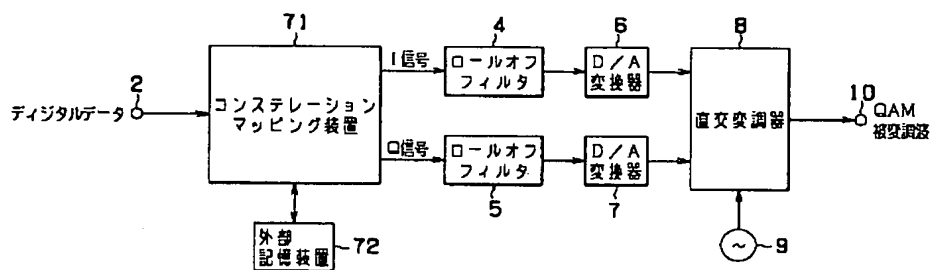 71
コンステレーション
マッピング装置
ディジタルデータ
2
I信号
Q信号
4
ロールオフ
フィルタ
ロールオフ
フィルタ
5
6
D/A
変換器
D/A
変換器
7
8
直交変調器
9
~
10
QAM
被変調波
外部
記憶装置
72